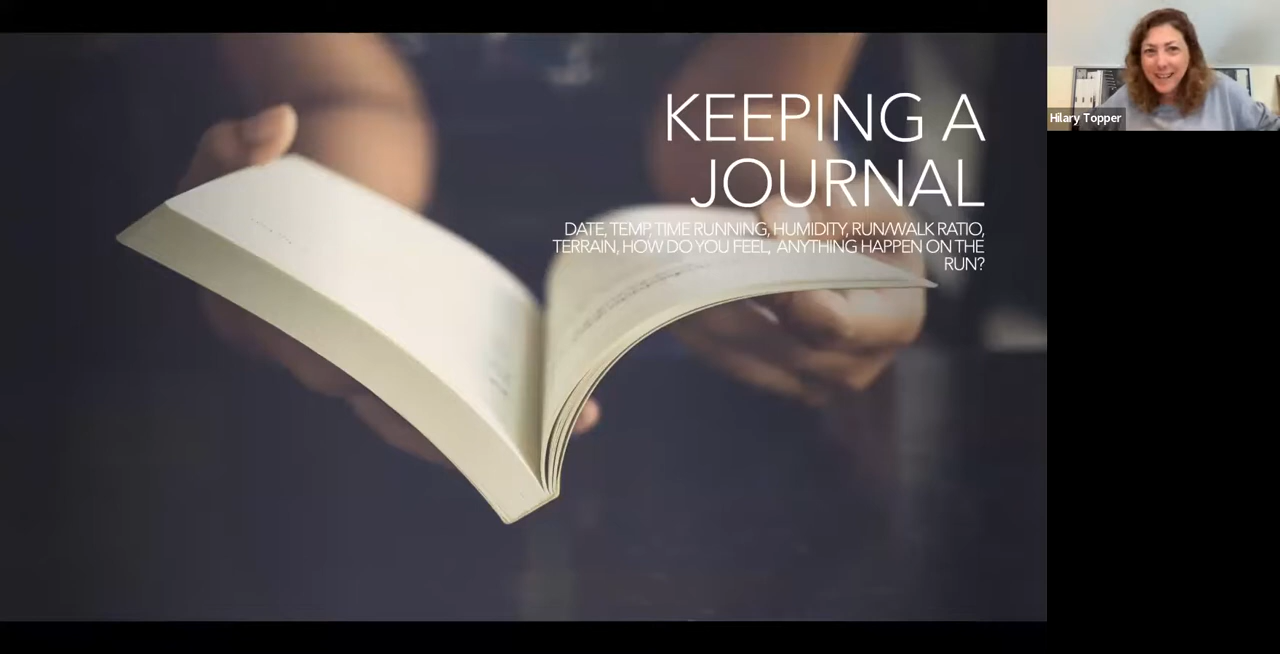 KEEPING A
JOURNAL
DATE, TEMP, TIME RUNNING, HUMIDITY, RUN/WALK RATIO,
TERRAIN, HOW DO YOU FEEL, ANYTHING HAPPEN ON THE
RUN?
Hilary Topper